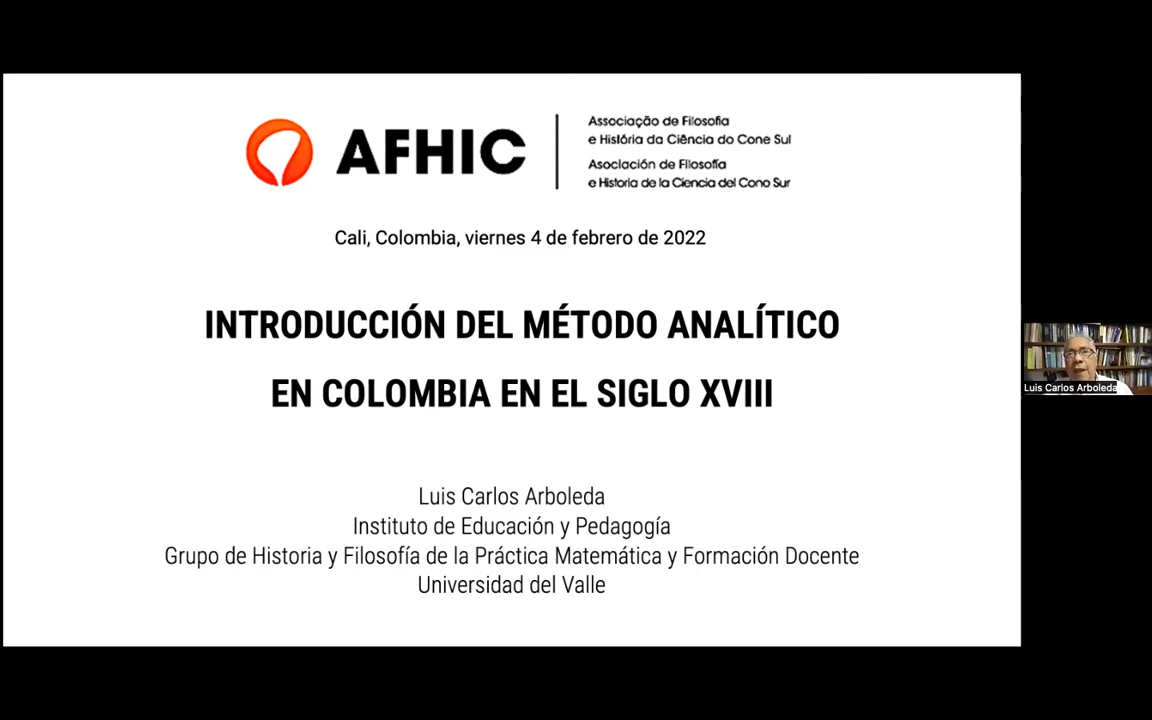 AFHIC
Associação de Filosofia
e História da Ciência do Cone Sul
Asociación de Filosofía
e Historia de la Ciencia del Cono Sur
Cali, Colombia, viernes 4 de febrero de 2022
INTRODUCCIÓN DEL MÉTODO ANALÍTICO
EN COLOMBIA EN EL SIGLO XVIII
Luis Carlos Arboleda
Instituto de Educación y Pedagogía
Grupo de Historia y Filosofía de la Práctica Matemática y Formación Docente
Universidad del Valle
Luis Carlos Arboleda